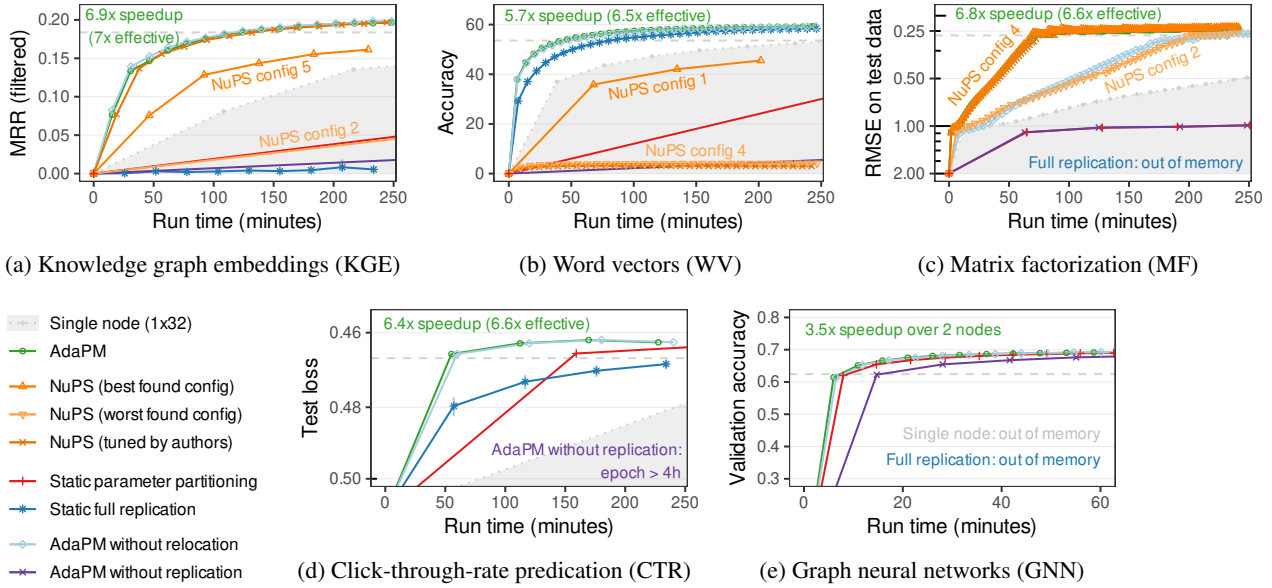 6.9x speedup
(7x effective)
NuPS config 5
NuPS config 2
MRR (filtered)
0.20
0.15
0.10
0.05
0.00
0 50 100 150 200 250
Run time (minutes)
(a) Knowledge graph embeddings (KGE)
5.7x speedup (6.5x effective)
NuPS config 1
NuPS config 4
Accuracy
60
40
20
0
0 50 100 150 200 250
Run time (minutes)
(b) Word vectors (WV)
6.8x speedup (6.6x effective)
NuPS config 4
NuPS config 2
Full replication: out of memory
RMSE on test data
0.25
0.50
1.00
2.00
0 50 100 150 200 250
Run time (minutes)
(c) Matrix factorization (MF)
Single node (1x32)
AdaPM
NuPS (best found config)
NuPS (worst found config)
NuPS (tuned by authors)
Static parameter partitioning
Static full replication
AdaPM without relocation
AdaPM without replication
6.4x speedup (6.6x effective)
AdaPM without replication:
epoch > 4h
Test loss
0.46
0.48
0.50
0 50 100 150 200 250
Run time (minutes)
(d) Click-through-rate predication (CTR)
3.5x speedup over 2 nodes
Single node: out of memory
Full replication: out of memory
Validation accuracy
0.8
0.7
0.6
0.5
0.4
0.3
0 20 40 60
Run time (minutes)
(e) Graph neural networks (GNN)